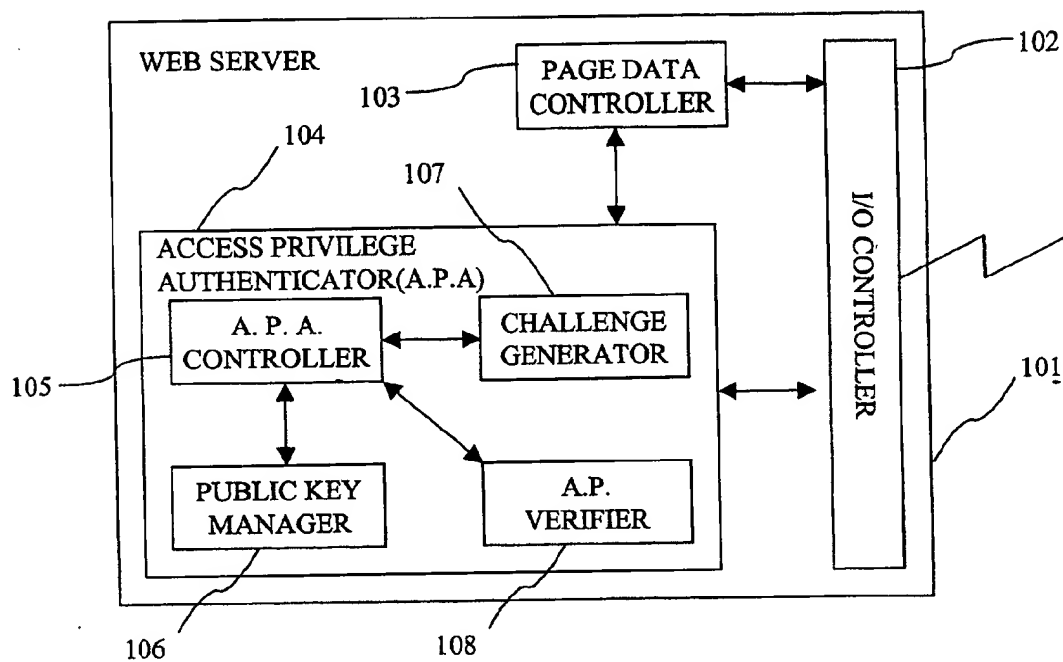 WEB SERVER
102
PAGE DATA
CONTROLLER
103
104
107
ACCESS PRIVILEGE
AUTHENTICATOR(A.P.A)
I/O CONTROLLER
A. P. A.
CONTROLLER
CHALLENGE
GENERATOR
105
101
PUBLIC KEY
MANAGER
A.P.
VERIFIER
106
108